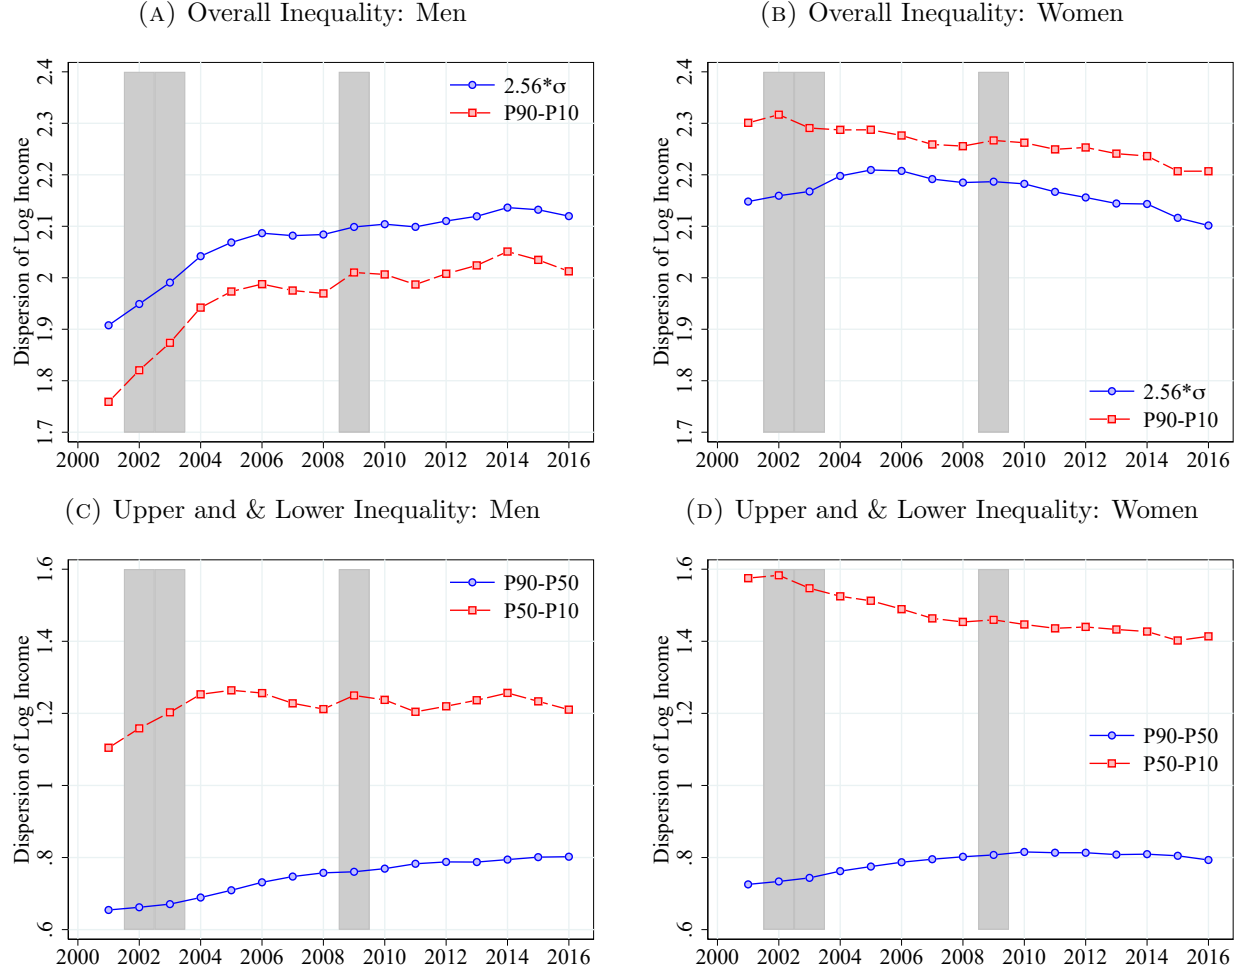 (A) Overall Inequality: Men
Dispersion of Log Income
2.4
2.3
2.2
2.1
2
1.9
1.8
1.7
2.56*σ
P90-P10
2000 2002 2004 2006 2008 2010 2012 2014 2016
(B) Overall Inequality: Women
Dispersion of Log Income
2.4
2.3
2.2
2.1
2
1.9
1.8
1.7
2.56*σ
P90-P10
2000 2002 2004 2006 2008 2010 2012 2014 2016
(C) Upper and & Lower Inequality: Men
Dispersion of Log Income
1.6
1.4
1.2
1
.8
.6
P90-P50
P50-P10
2000 2002 2004 2006 2008 2010 2012 2014 2016
(D) Upper and & Lower Inequality: Women
Dispersion of Log Income
1.6
1.4
1.2
1
.8
.6
P90-P50
P50-P10
2000 2002 2004 2006 2008 2010 2012 2014 2016